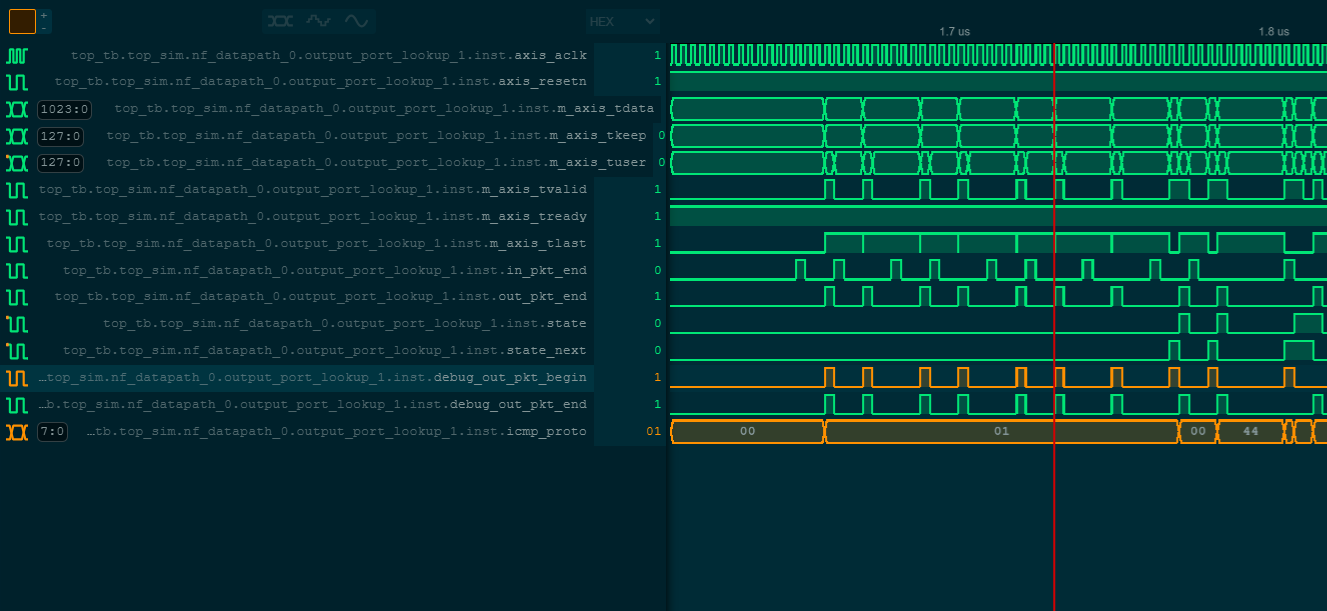 +
-
HEX
1.7 us 1.8 us
top_tb.top_sim.nf_datapath_0.output_port_lookup_1.inst.axis_aclk 1
top_tb.top_sim.nf_datapath_0.output_port_lookup_1.inst.axis_resetn 1
1023:0 top_tb.top_sim.nf_datapath_0.output_port_lookup_1.inst.m_axis_tdata
127:0 top_tb.top_sim.nf_datapath_0.output_port_lookup_1.inst.m_axis_tkeep 0
127:0 top_tb.top_sim.nf_datapath_0.output_port_lookup_1.inst.m_axis_tuser 0
top_tb.top_sim.nf_datapath_0.output_port_lookup_1.inst.m_axis_tvalid 1
top_tb.top_sim.nf_datapath_0.output_port_lookup_1.inst.m_axis_tready 1
top_tb.top_sim.nf_datapath_0.output_port_lookup_1.inst.m_axis_tlast 1
top_tb.top_sim.nf_datapath_0.output_port_lookup_1.inst.in_pkt_end 0
top_tb.top_sim.nf_datapath_0.output_port_lookup_1.inst.out_pkt_end 1
top_tb.top_sim.nf_datapath_0.output_port_lookup_1.inst.state 0
top_tb.top_sim.nf_datapath_0.output_port_lookup_1.inst.state_next 0
…top_sim.nf_datapath_0.output_port_lookup_1.inst.debug_out_pkt_begin 1
…b.top_sim.nf_datapath_0.output_port_lookup_1.inst.debug_out_pkt_end 1
7:0 …tb.top_sim.nf_datapath_0.output_port_lookup_1.inst.icmp_proto 01 00 01 00 44